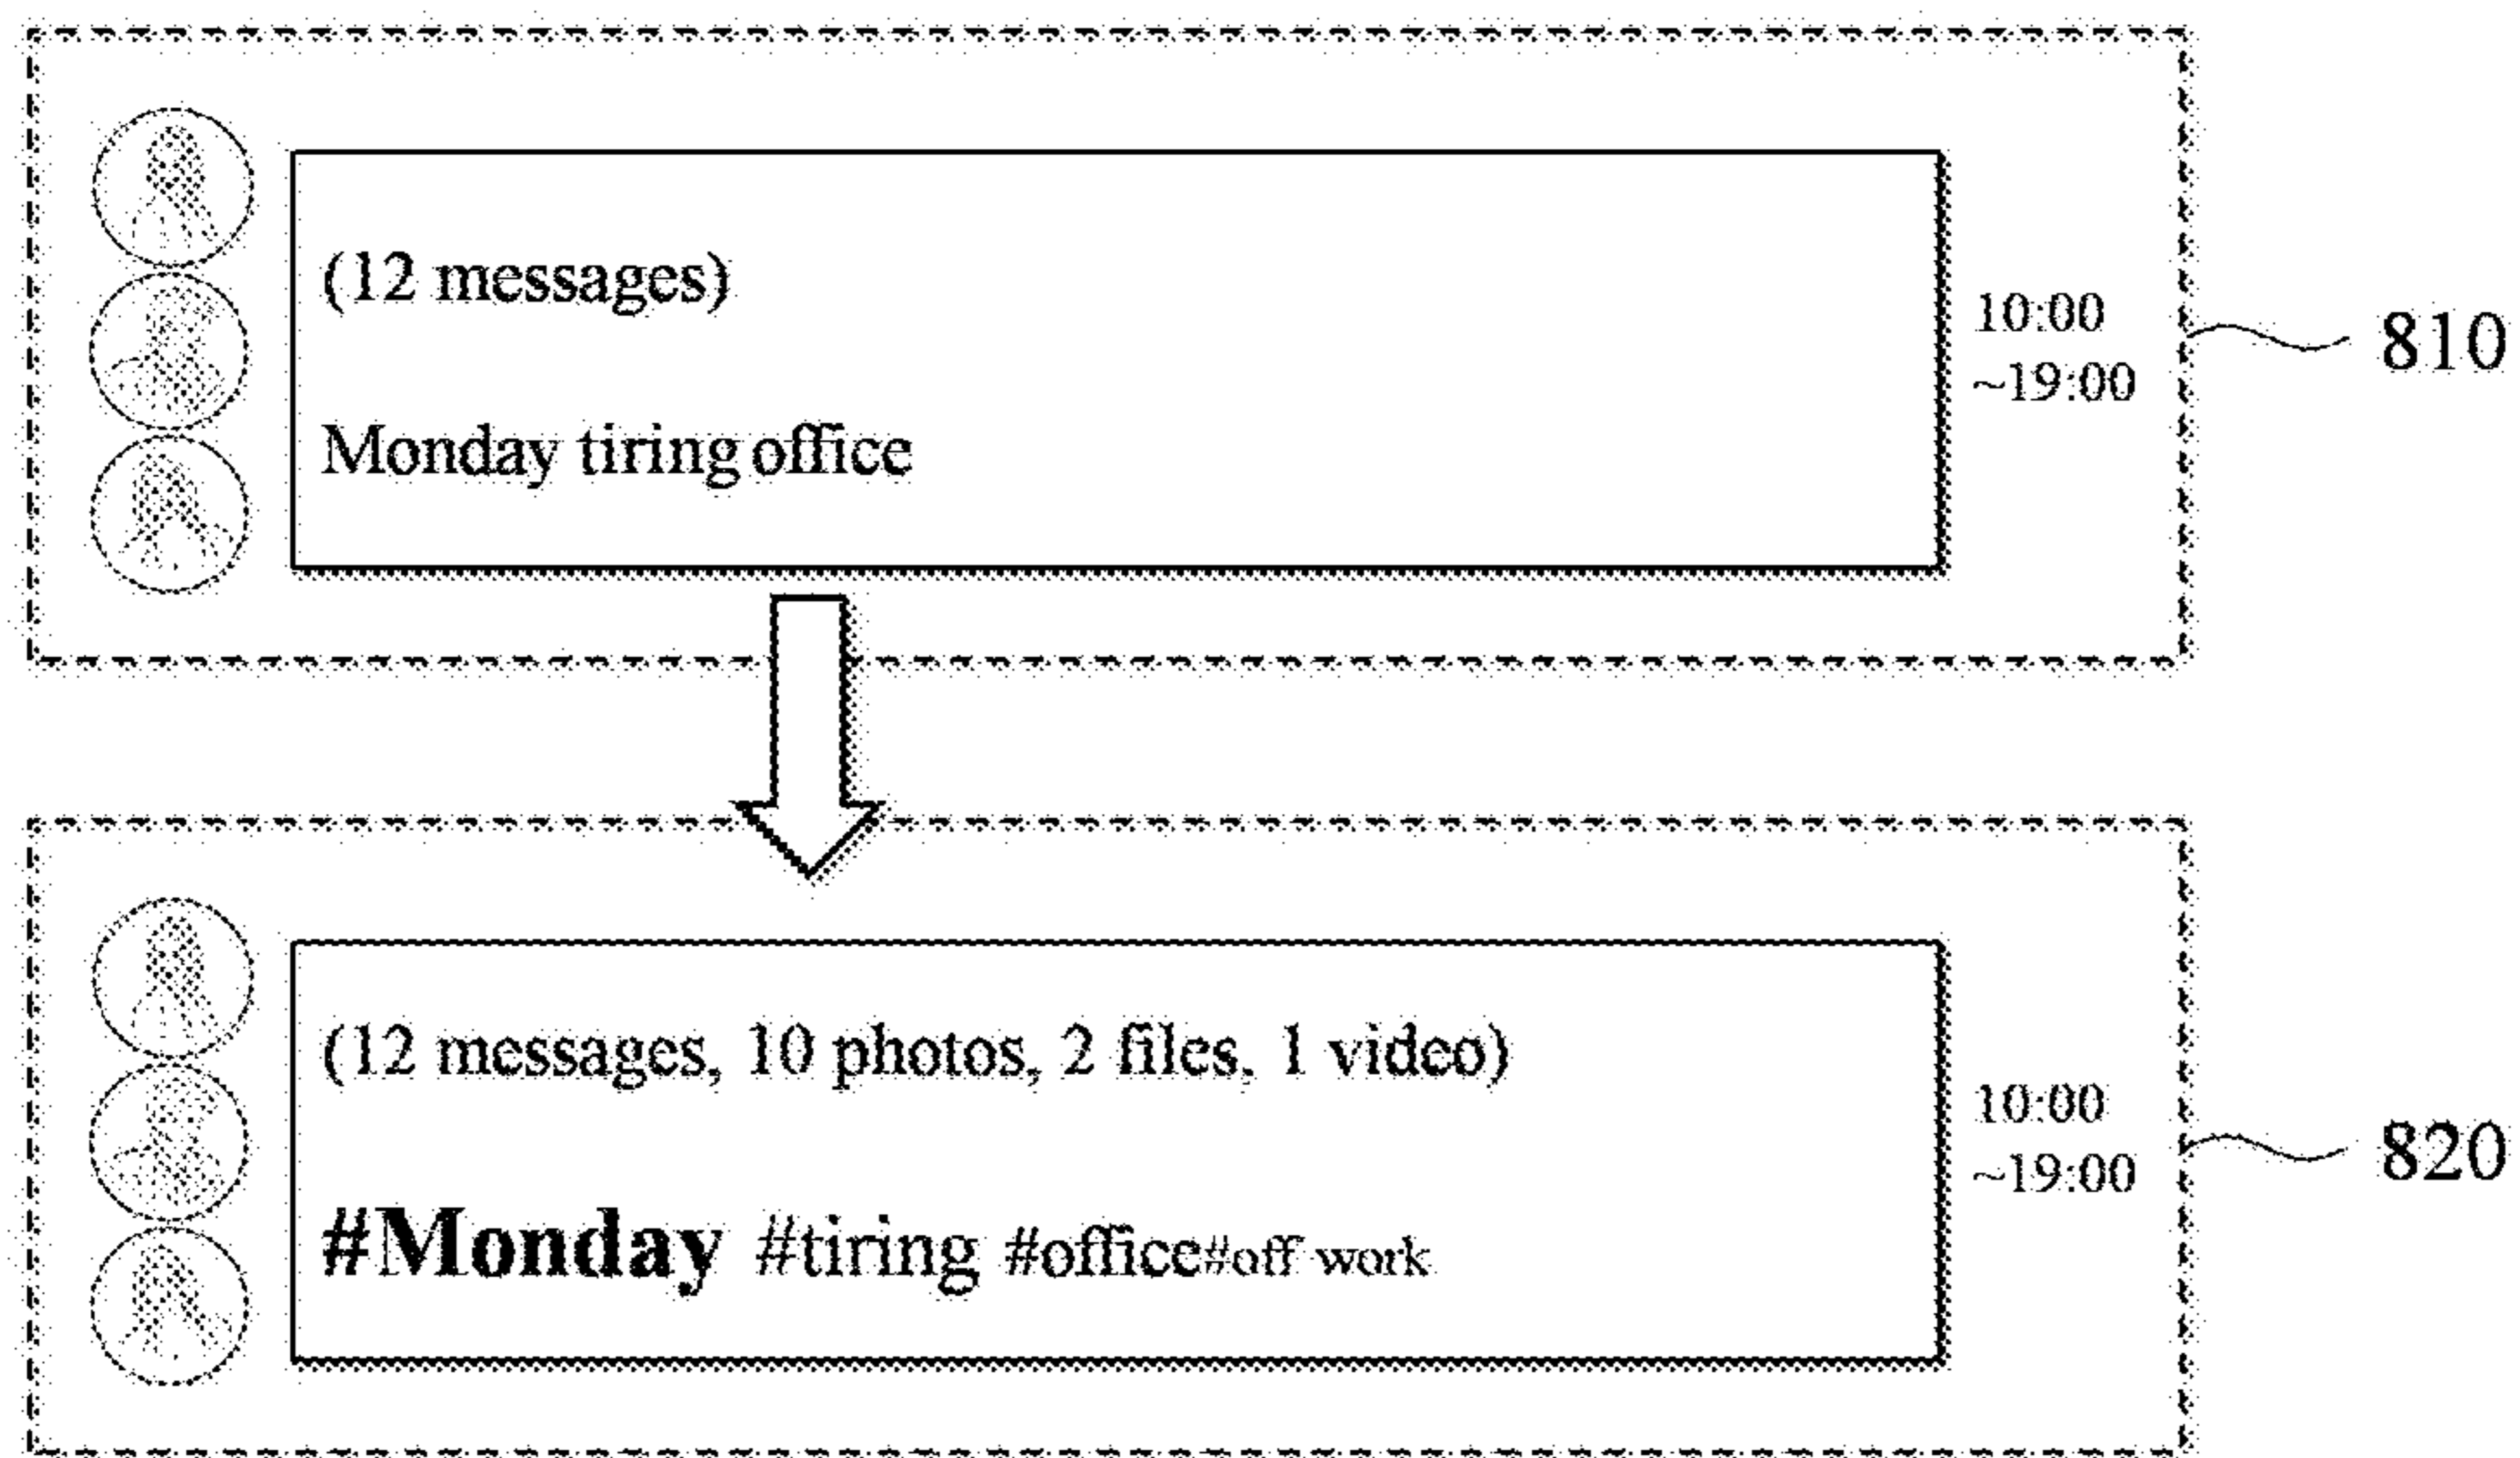 (12 messages)
10:00
~19:00
810
Monday tiring office
(12 messages, 10 photos, 2 files, 1 video)
10:00
~19:00
820
#Monday #tiring #office#off work